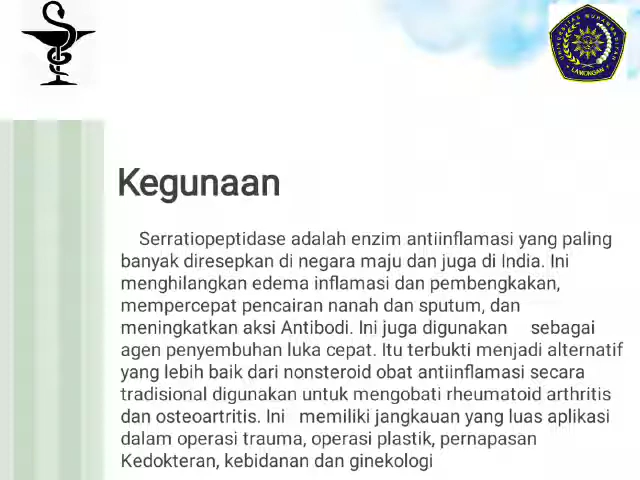 UNIVERSITAS MUHAMMADIYAH
LAMONGAN
Kegunaan
Serratiopeptidase adalah enzim antiinflamasi yang paling
banyak diresepkan di negara maju dan juga di India. Ini
menghilangkan edema inflamasi dan pembengkakan,
mempercepat pencairan nanah dan sputum, dan
meningkatkan aksi Antibodi. Ini juga digunakan sebagai
agen penyembuhan luka cepat. Itu terbukti menjadi alternatif
yang lebih baik dari nonsteroid obat antiinflamasi secara
tradisional digunakan untuk mengobati rheumatoid arthritis
dan osteoartritis. Ini memiliki jangkauan yang luas aplikasi
dalam operasi trauma, operasi plastik, pernapasan
Kedokteran, kebidanan dan ginekologi